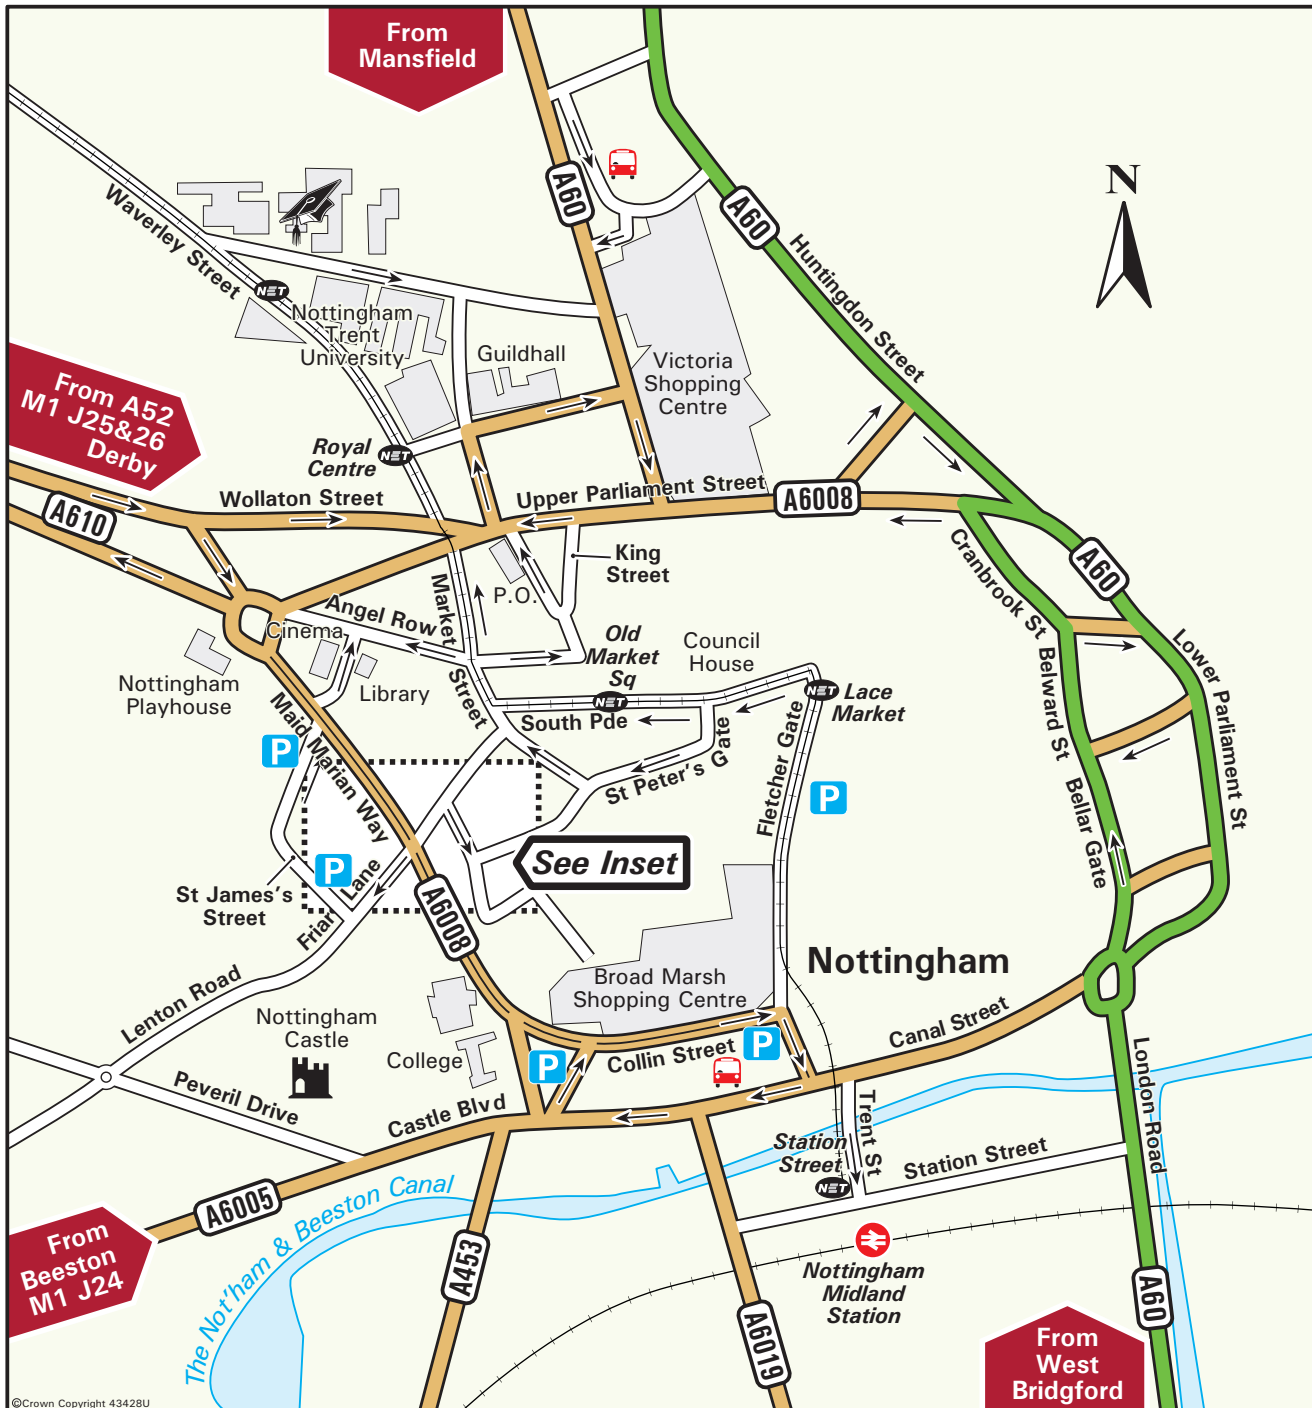 From
Mansfield
N
A60
A60
Huntingdon Street
Waverley Street
NET
Nottingham
Trent
University
Guildhall
Victoria
Shopping
Centre
From A52
M1 J25&26
Derby
Royal
Centre
NET
Wollaston Street
Upper Parliament Street
A6008
A610
King
Street
P.O.
Market
Street
Angel Row
Cinema
Library
Old
Market
Sq
NET
Council
House
Cranbrook St
A60
Belward St
Lower Parliament St
Nottingham
Playhouse
South Pde
NET
Lace
Market
Maid Marian Way
St Peter's Gate
Fletcher Gate
Bellar Gate
P
P
P
See Inset
St James's
Street
Friar Lane
A6008
Lenton Road
Nottingham
Broad Marsh
Shopping Centre
Nottingham
Castle
College
P
P
Collin Street
Canal Street
Peveril Drive
Castle Blvd
Trent St
London Road
Station
Street
NET
Station Street
A6005
The Not'ham & Beeston Canal
A453
From
Beeston
M1 J24
Nottingham
Midland
Station
A6019
A60
From
West
Bridgford
©Crown Copyright 43428U